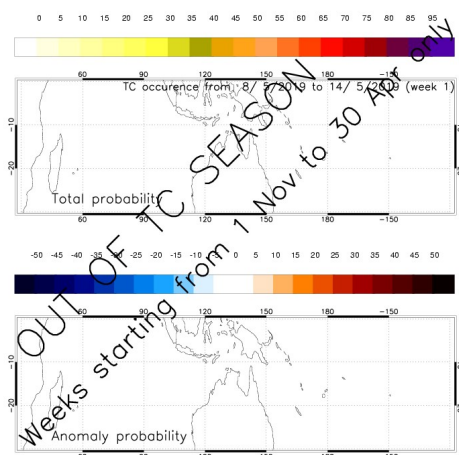 0 5 10 15 20 25 30 35 40 45 50 55 60 65 70 75 80 85 90 95
60 90 120 150 180 -150
TC occurence from 8/ 5/2019 to 14/ 5/2019 (week 1)
-10
-20
Total probability
60 90 120 150 180 -150
OUT OF TC SEASON
Weeks starting from 1 Nov to 30 Apr only
-50 -45 -40 -35 -30 -25 -20 -15 -10 -5 0 5 10 15 20 25 30 35 40 45 50
60 90 120 150 180 -150
-10
-20
Anomaly probability